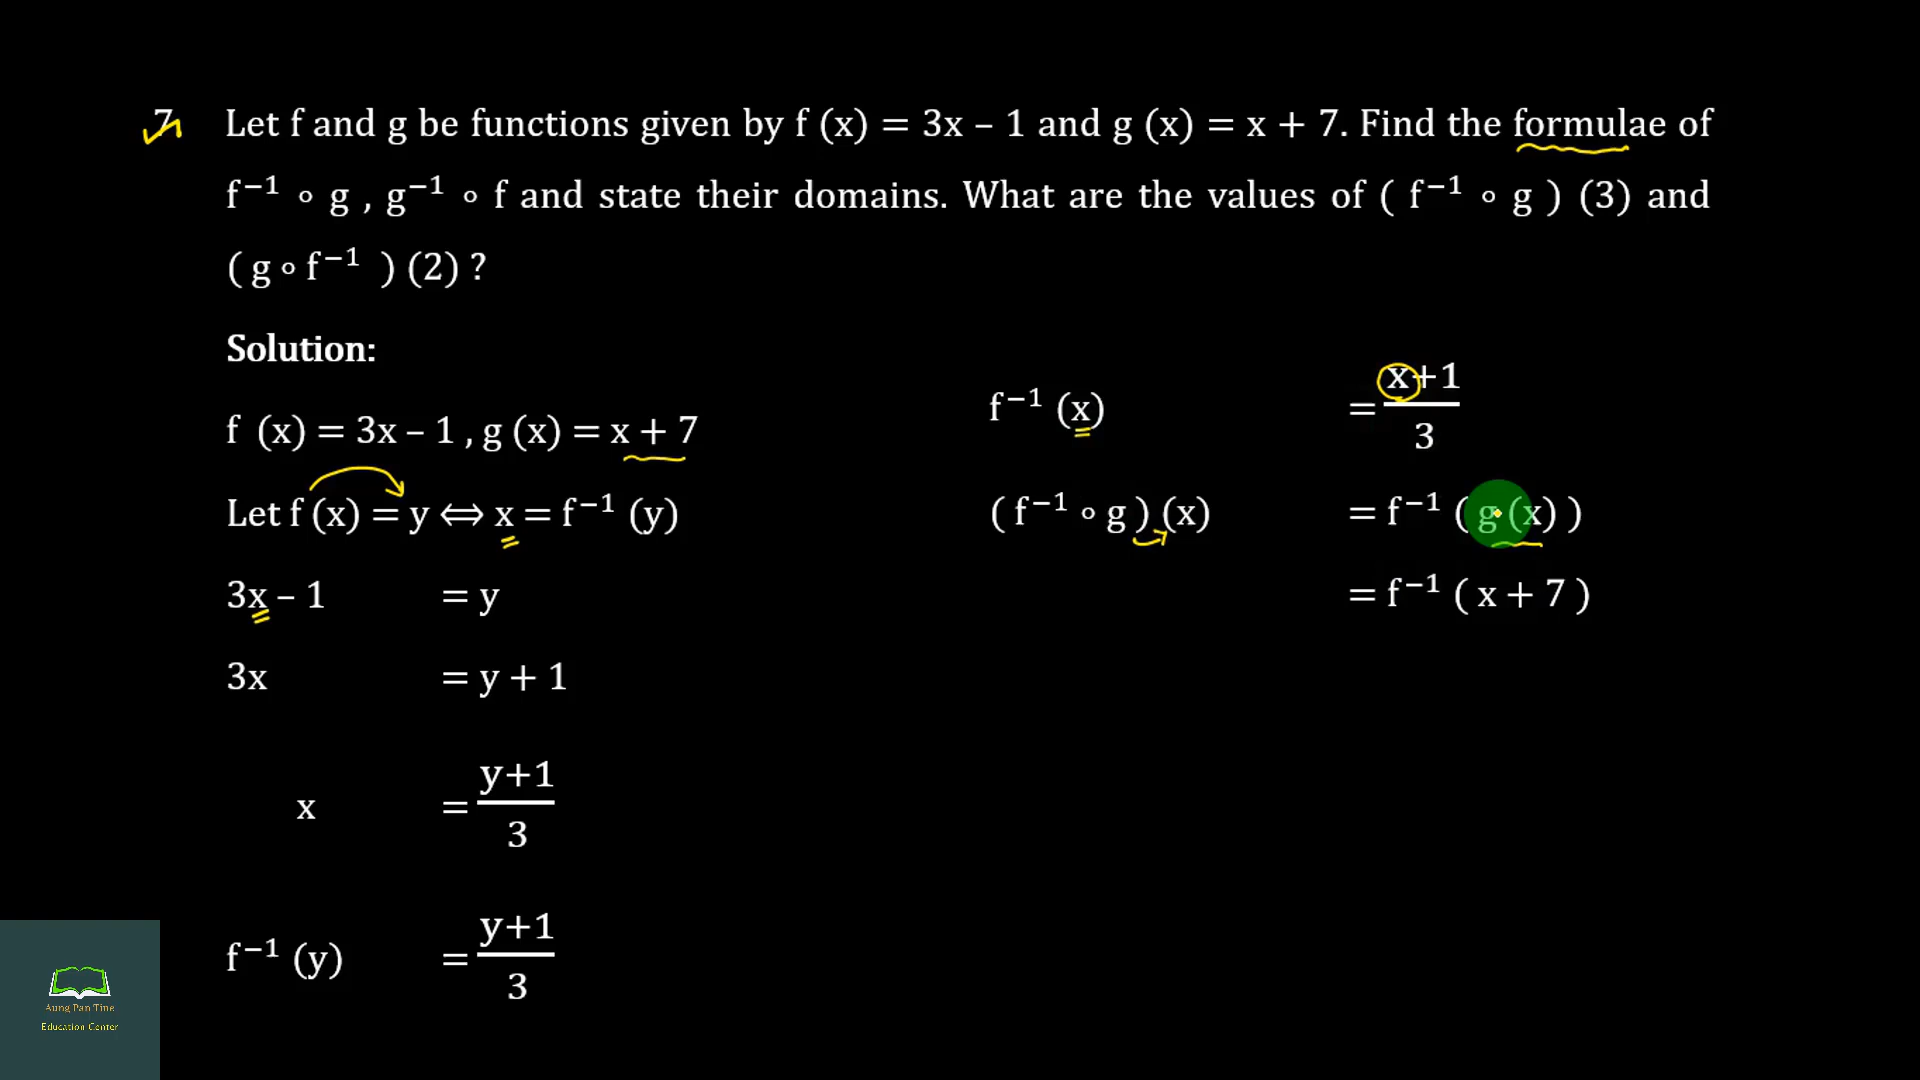 7. Let f and g be functions given by f (x) = 3x – 1 and g (x) = x + 7. Find the formulae of
f⁻¹ ∘ g , g⁻¹ ∘ f and state their domains. What are the values of ( f⁻¹ ∘ g ) (3) and
( g ∘ f⁻¹ ) (2) ?
Solution:
f (x) = 3x – 1 , g (x) = x + 7
Let f (x) = y ⟺ x = f⁻¹ (y)
3x – 1 = y
3x = y + 1
x = y+1/3
f⁻¹ (y) = y+1/3
f⁻¹ (x) = x+1/3
( f⁻¹ ∘ g ) (x) = f⁻¹ ( g (x) )
= f⁻¹ ( x + 7 )
Aung Pan Tine
Education Center